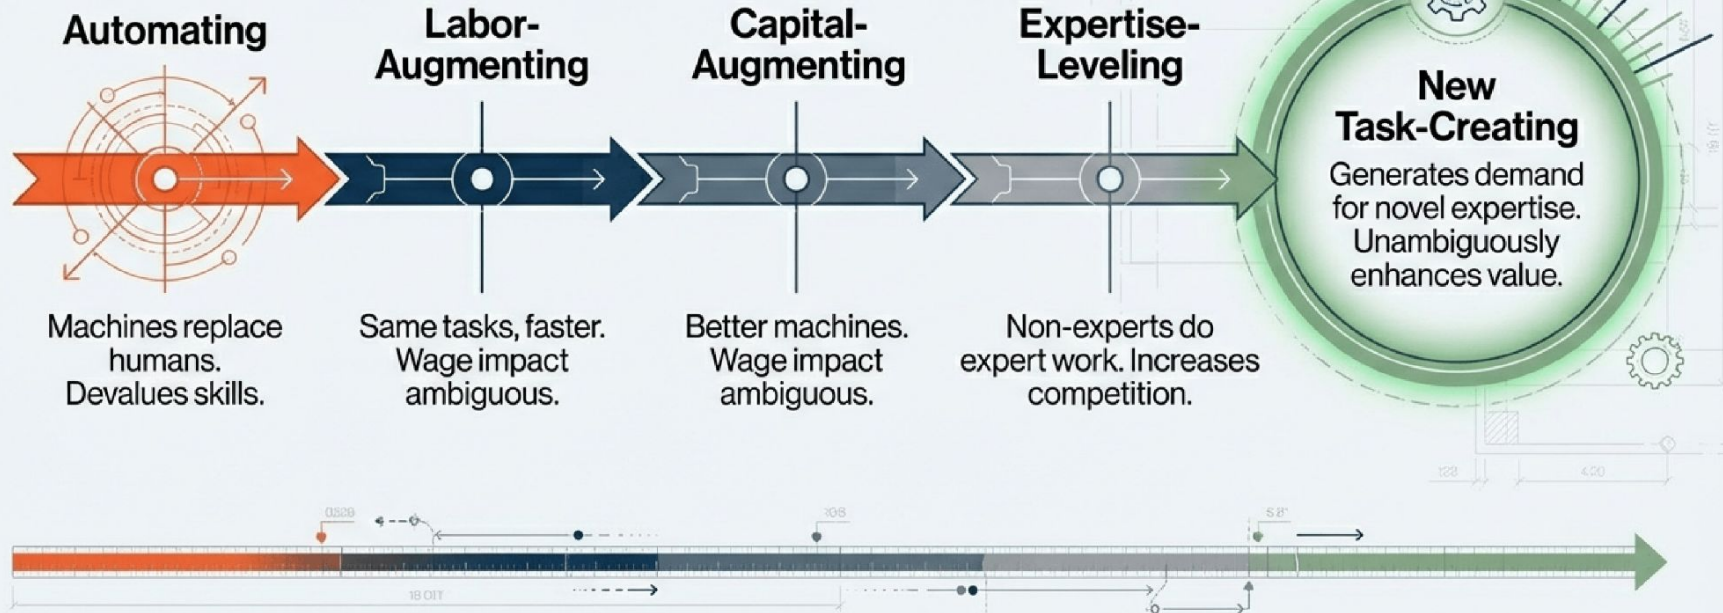 Automating
Labor-
Augmenting
Capital-
Augmenting
Expertise-
Leveling
New
Task-Creating
Generates demand
for novel expertise.
Unambiguously
enhances value.
Machines replace
humans.
Devalues skills.
Same tasks, faster.
Wage impact
ambiguous.
Better machines.
Wage impact
ambiguous.
Non-experts do
expert work. Increases
competition.